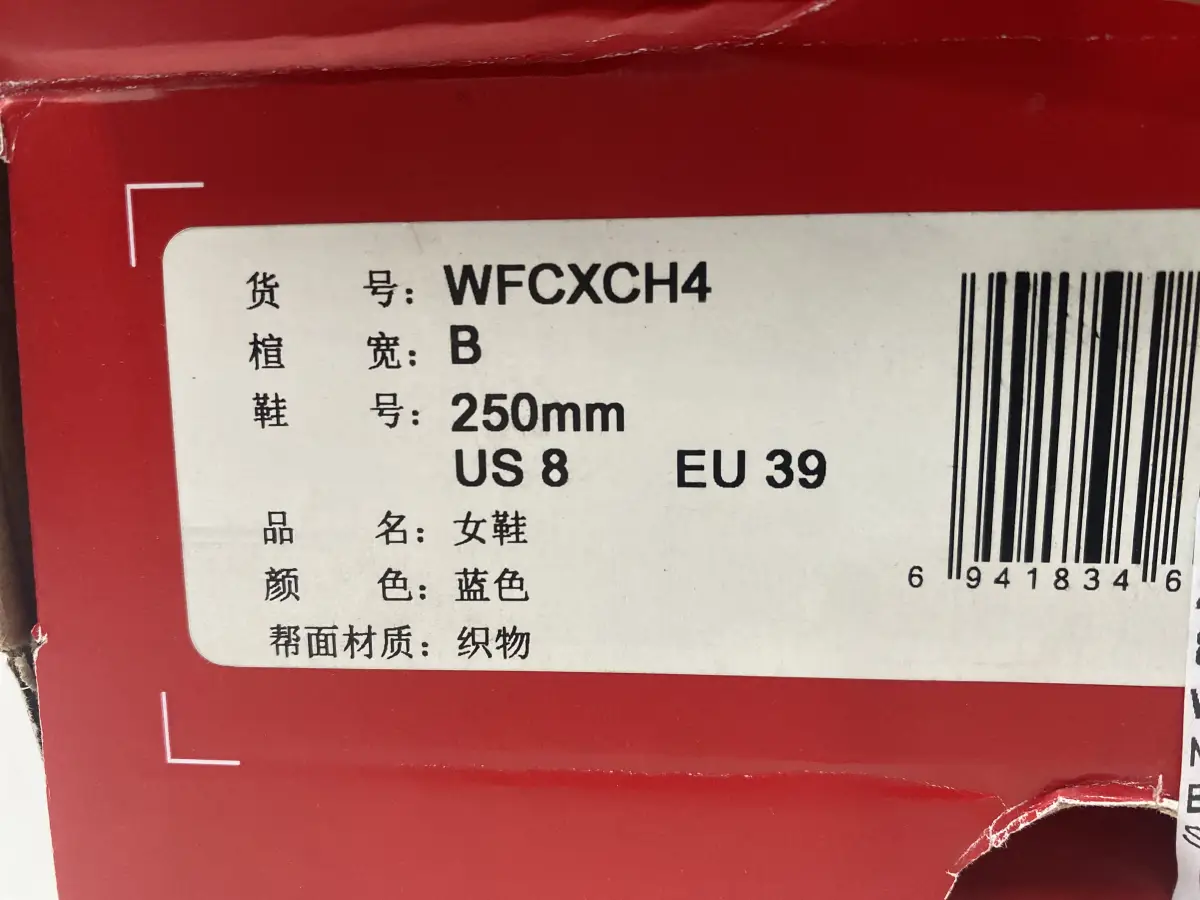 货 号：WFCXCH4
楦 宽：B
鞋 号：250mm
US 8 EU 39
品 名：女鞋
颜 色：蓝色
帮面材质：织物
6 941834 6